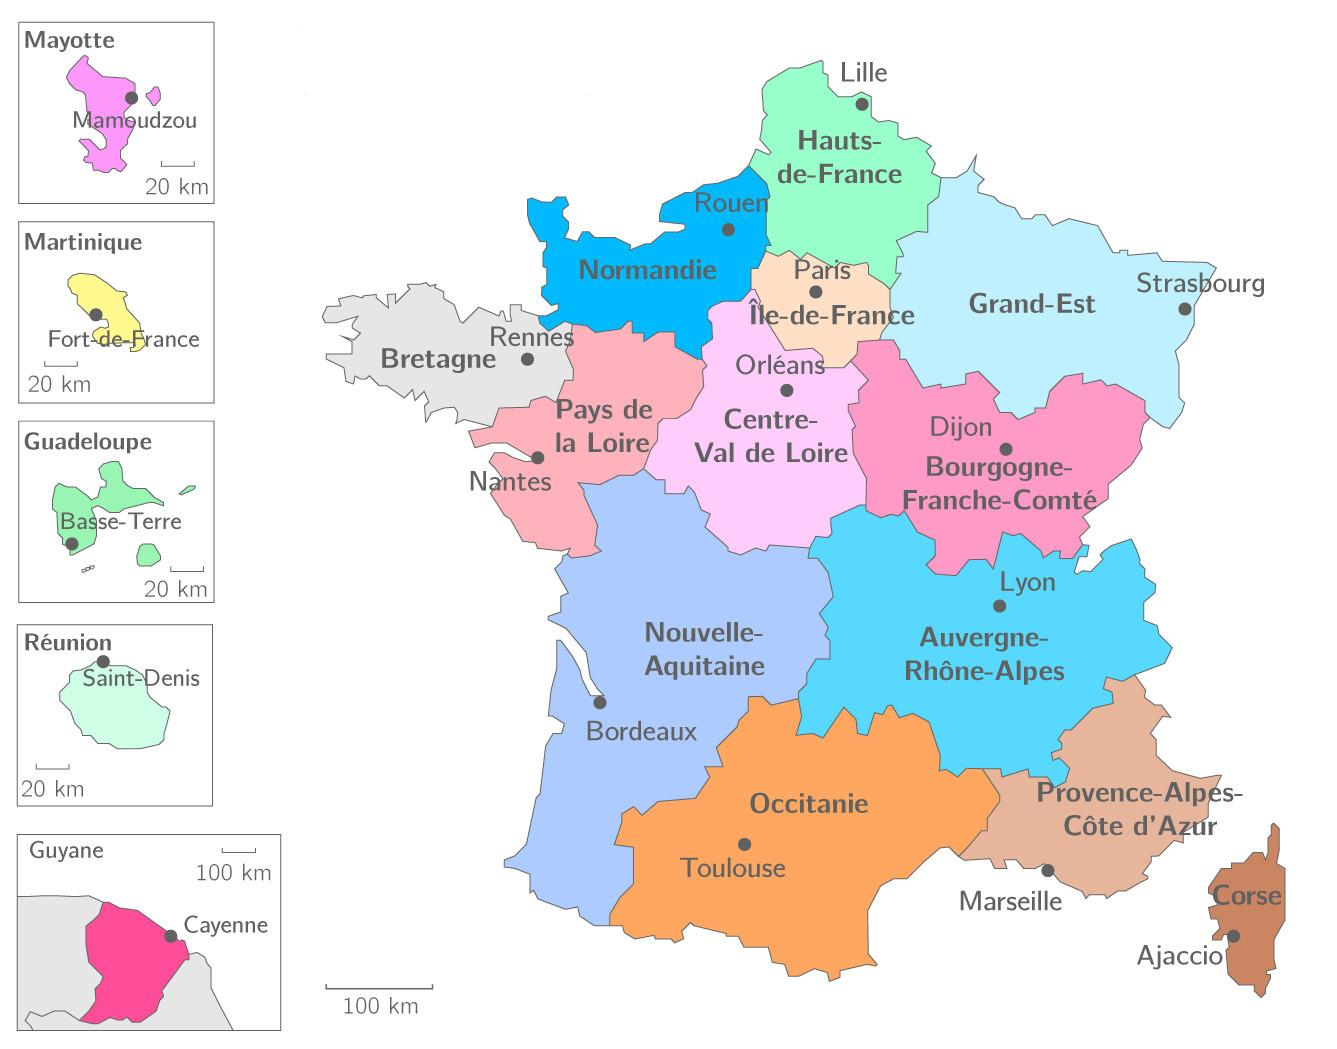 Mayotte
Mamoudzou
20 km
Martinique
Fort-de-France
20 km
Guadeloupe
Basse-Terre
20 km
Réunion
Saint-Denis
20 km
Guyane
100 km
Cayenne
Lille
Hauts-
de-France
Rouen
Normandie
Paris
Île-de-France
Grand-Est
Strasbourg
Rennes
Bretagne
Orléans
Centre-
Val de Loire
Pays de
la Loire
Nantes
Dijon
Bourgogne-
Franche-Comté
Lyon
Auvergne-
Rhône-Alpes
Nouvelle-
Aquitaine
Bordeaux
Occitanie
Toulouse
Provence-Alpes-
Côte d'Azur
Marseille
Corse
Ajaccio
100 km